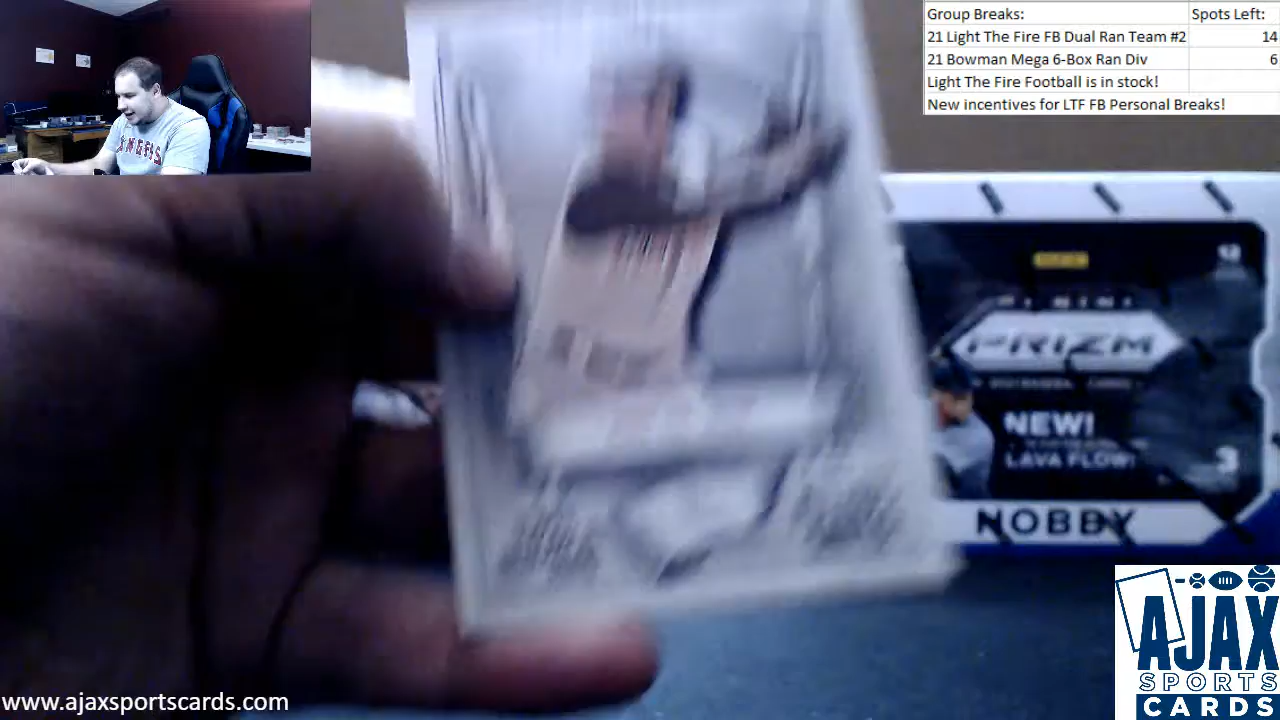 Group Breaks: Spots Left:
21 Light The Fire FB Dual Ran Team #2 14
21 Bowman Mega 6-Box Ran Div 6
Light The Fire Football is in stock!
New incentives for LTF FB Personal Breaks!
PRIZM
NEW!
LAVA FLOW!
3
NOBBY
AJAX
SPORTS
CARDS
www.ajaxsportscards.com